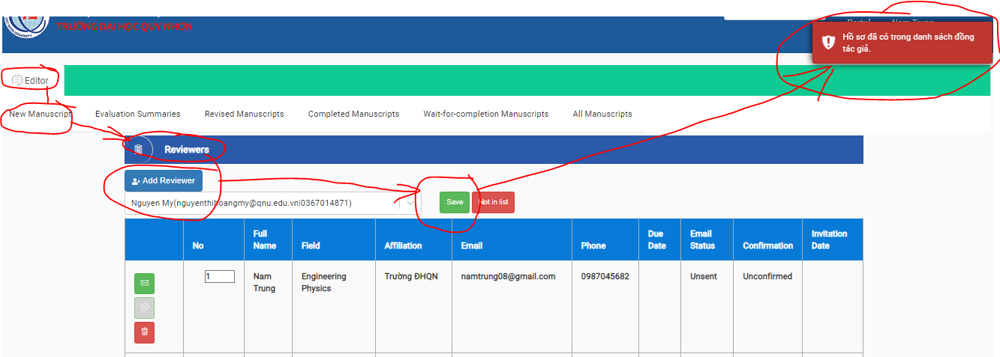 TRƯỜNG ĐẠI HỌC QUY NHƠN
Hồ sơ đã có trong danh sách đồng
tác giả.
Editor
New Manuscript Evaluation Summaries Revised Manuscripts Completed Manuscripts Wait-for-completion Manuscripts All Manuscripts
Reviewers
Add Reviewer
Nguyen My(nguyenthihoangmy@qnu.edu.vn|0367014871) Save Not in list
No Full Name Field Affiliation Email Phone Due Date Email Status Confirmation Invitation Date
1 Nam Trung Engineering Physics Trường ĐHQN namtrung08@gmail.com 0987045682 Unsent Unconfirmed